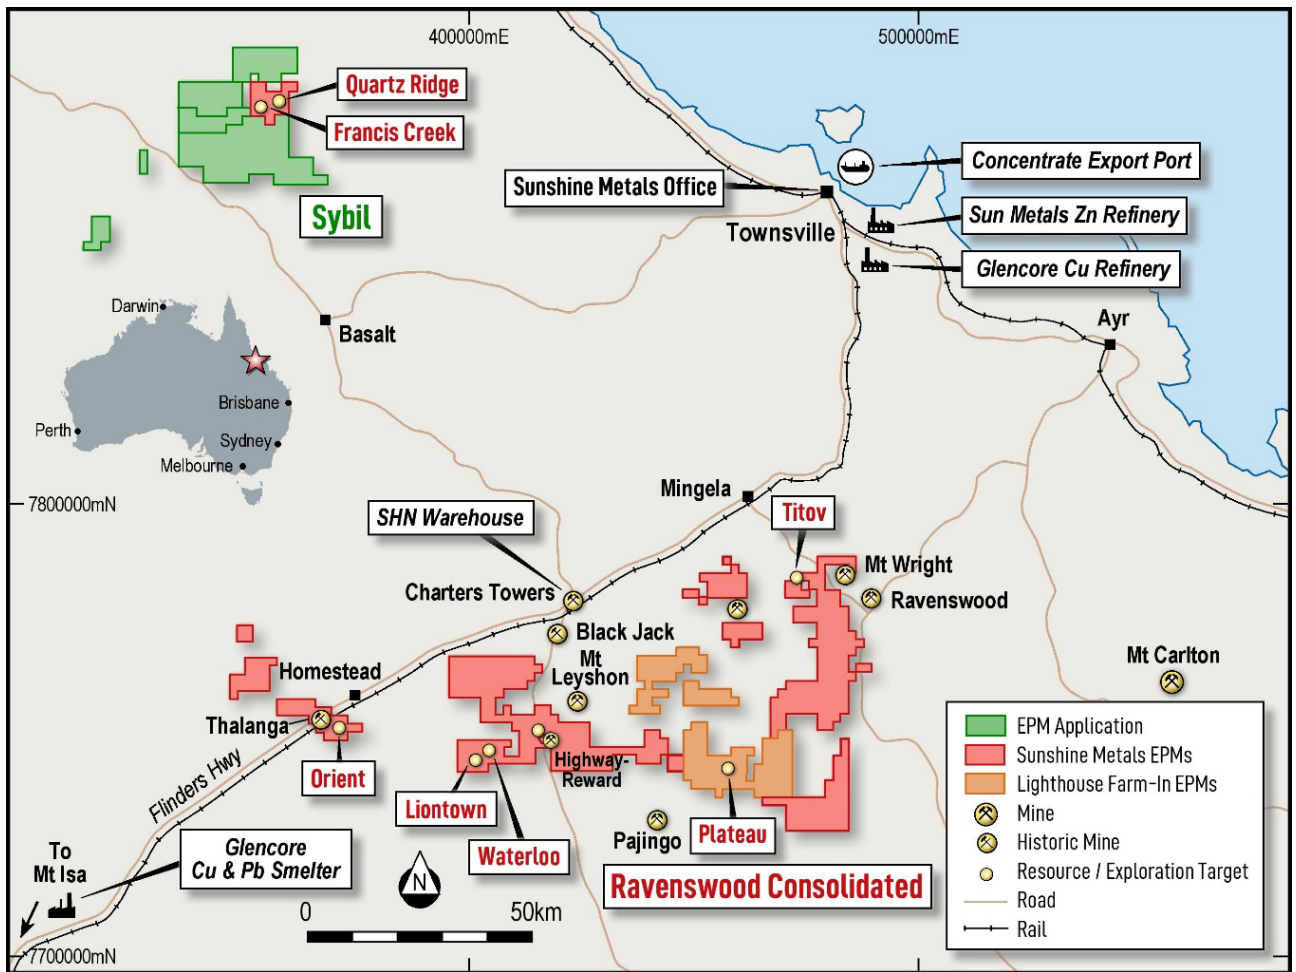 400000mE
500000mE
Quartz Ridge
Francis Creek
Sybil
Sunshine Metals Office
Concentrate Export Port
Sun Metals Zn Refinery
Townsville
Glencore Cu Refinery
Ayr
Basalt
Darwin
Brisbane
Perth
Sydney
Melbourne
7800000mN
Mingela
SHN Warehouse
Titov
Charters Towers
Mt Wright
Ravenswood
Black Jack
Mt
Leyshon
Mt Carlton
Homestead
Thalanga
Flinders Hwy
Orient
Highway-
Reward
Liontown
Waterloo
Pajingo
Plateau
Ravenswood Consolidated
To
Mt Isa
Glencore
Cu & Pb Smelter
N
0
50km
7700000mN
EPM Application
Sunshine Metals EPMs
Lighthouse Farm-In EPMs
Mine
Historic Mine
Resource / Exploration Target
Road
Rail